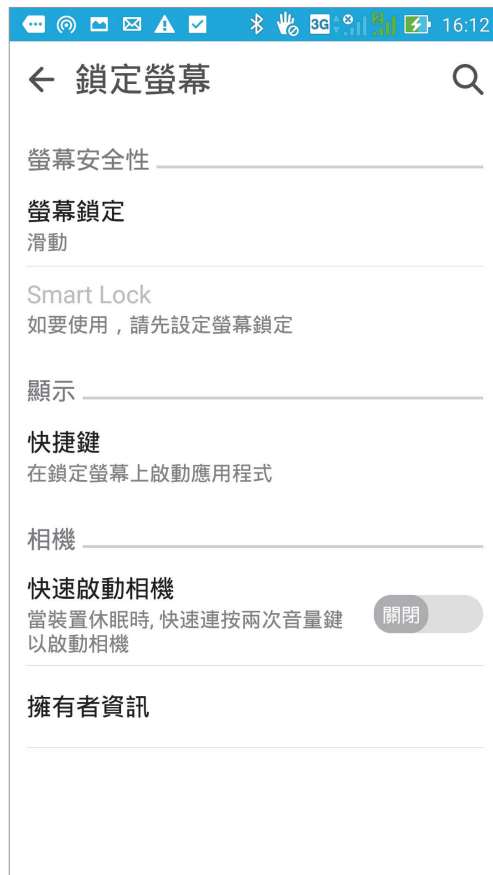 3G 16:12
鎖定螢幕
螢幕安全性
螢幕鎖定
滑動
Smart Lock
如要使用，請先設定螢幕鎖定
顯示
快捷鍵
在鎖定螢幕上啟動應用程式
相機
快速啟動相機
當裝置休眠時, 快速連按兩次音量鍵
以啟動相機
關閉
擁有者資訊